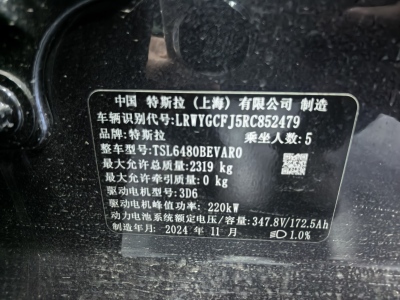 中国 特斯拉（上海）有限公司 制造
车辆识别代号：LRWYGCFJ5RC852479
品牌：特斯拉 乘坐人数：5
整车型号：TSL6480BEVAR0
最大允许总质量：2319 kg
最大允许牵引质量：0 kg
驱动电机型号：3D6
驱动电机峰值功率：220kW
动力电池系统额定电压/容量：347.8V/172.5Ah
制造年月：2024 年 11 月 1.0%